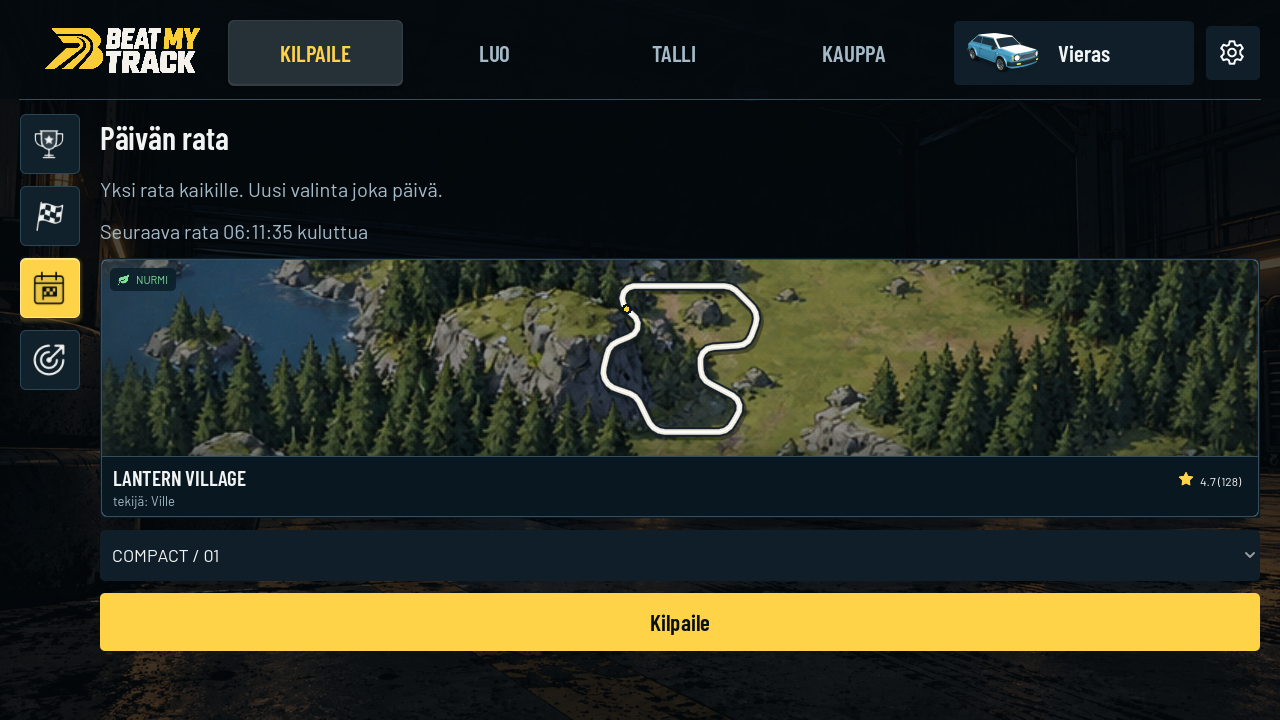 BEAT MY
TRACK
KILPAILE
LUO
TALLI
KAUPPA
Vieras
Päivän rata
Yksi rata kaikille. Uusi valinta joka päivä.
Seuraava rata 06:11:35 kuluttua
NURMI
LANTERN VILLAGE
tekijä: Ville
4.7 (128)
COMPACT / 01
Kilpaile